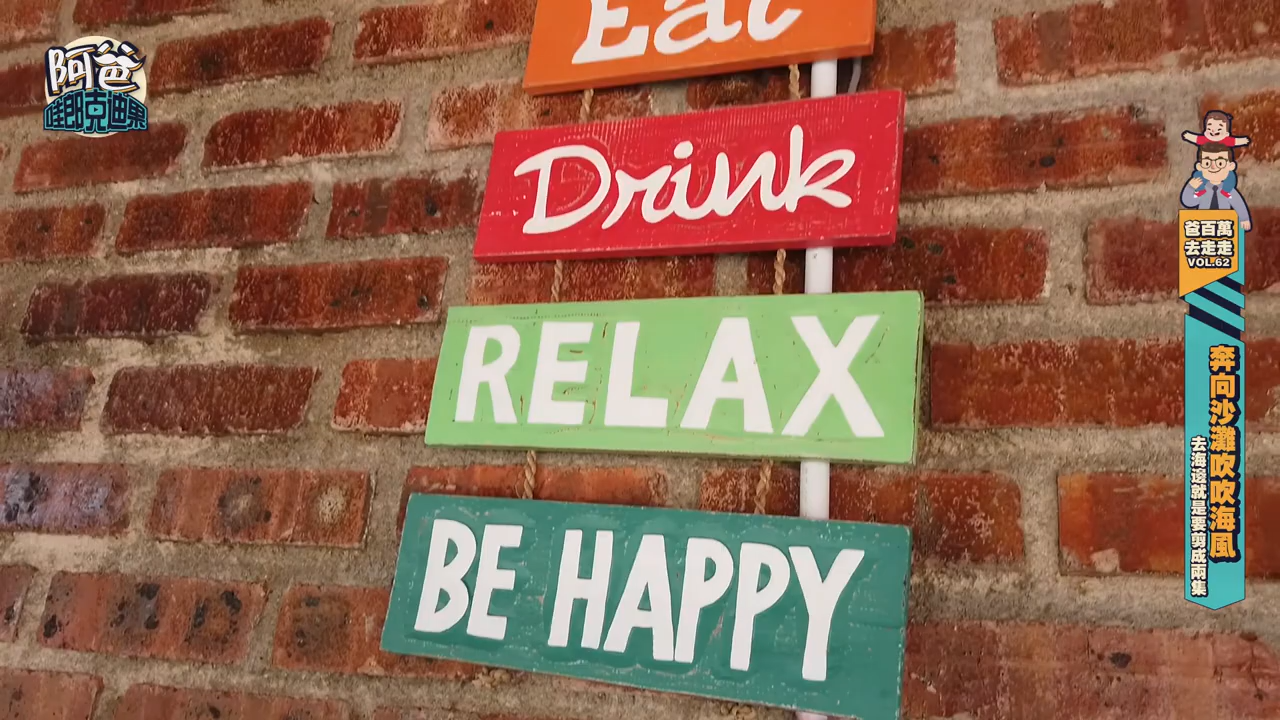 阿爸
哇郎克迪果
Eat
Drink
RELAX
BE HAPPY
爸百萬
去走走
VOL.62
奔向沙灘吹吹海風
去海邊就是要剪成兩集